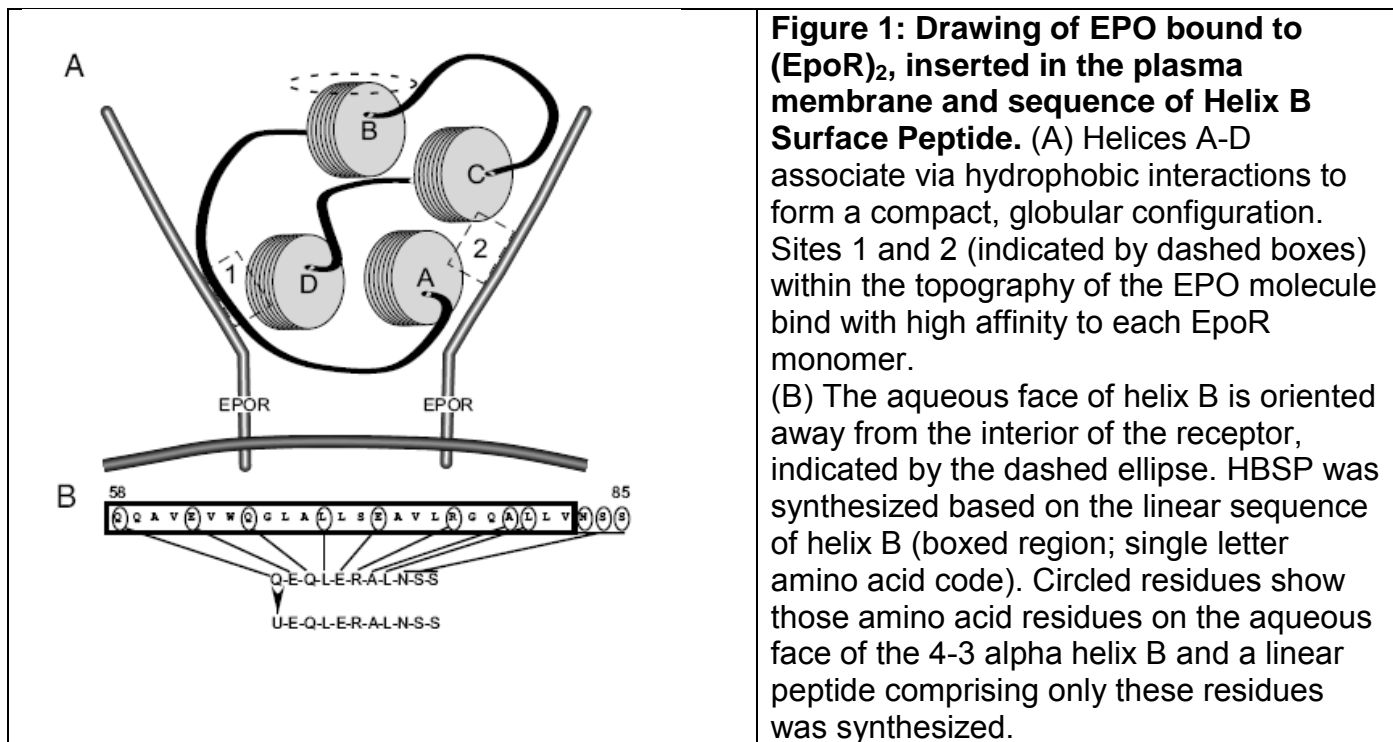 A
B
C
2
1
D
A
EPOR EPOR
B
58 85
Q Q A V E V W Q G L A L L S E A V L R G Q A L L V N S S
Q-E-Q-L-E-R-A-L-N-S-S
U-E-Q-L-E-R-A-L-N-S-S
Figure 1: Drawing of EPO bound to
(EpoR)₂, inserted in the plasma
membrane and sequence of Helix B
Surface Peptide. (A) Helices A-D
associate via hydrophobic interactions to
form a compact, globular configuration.
Sites 1 and 2 (indicated by dashed boxes)
within the topography of the EPO molecule
bind with high affinity to each EpoR
monomer.
(B) The aqueous face of helix B is oriented
away from the interior of the receptor,
indicated by the dashed ellipse. HBSP was
synthesized based on the linear sequence
of helix B (boxed region; single letter
amino acid code). Circled residues show
those amino acid residues on the aqueous
face of the 4-3 alpha helix B and a linear
peptide comprising only these residues
was synthesized.